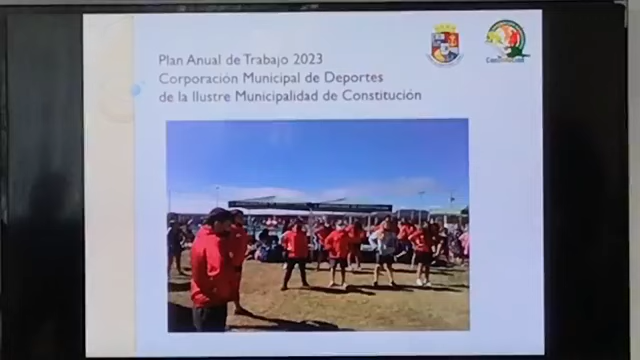 Plan Anual de Trabajo 2023
Corporación Municipal de Deportes
de la Ilustre Municipalidad de Constitución